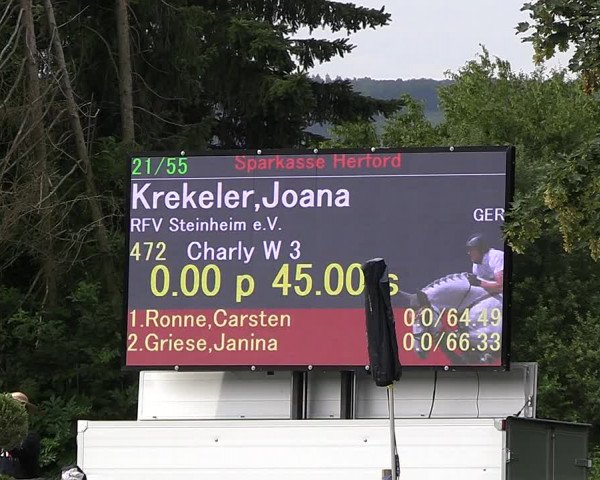 21/55 Sparkasse Herford
Krekeler,Joana
RFV Steinheim e.V. GER
472 Charly W 3
0.00 p 45.00 s
1.Ronne,Carsten 0.0/64.49
2.Griese,Janina 0.0/66.33